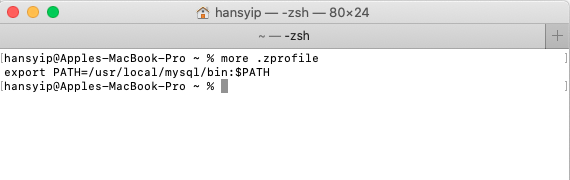 hansyip — -zsh — 80×24
~ — -zsh
[hansyip@Apples-MacBook-Pro ~ % more .zprofile ]
export PATH=/usr/local/mysql/bin:$PATH
[hansyip@Apples-MacBook-Pro ~ % ]